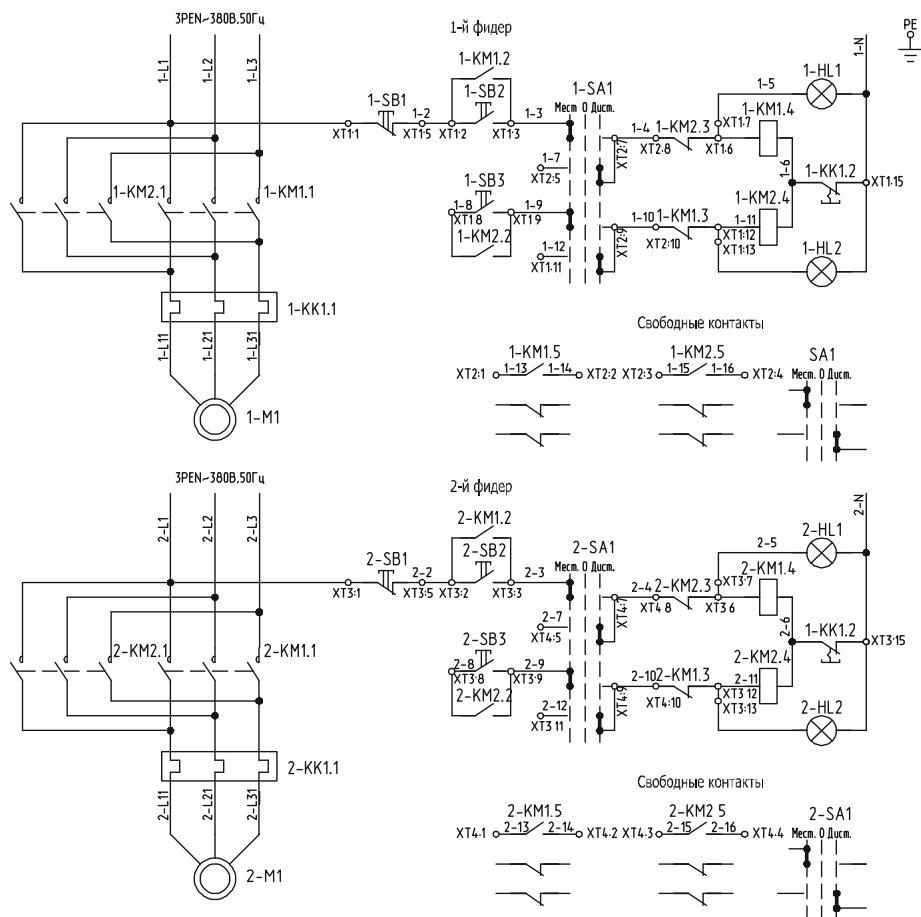 3PEN~380В,50Гц
1-й фидер
PE
1-L1
1-L2
1-L3
1-N
1-KM1.2
1-SB1
1-SB2
1-2
1-3
XT1:1
XT1:5
XT1:2
XT1:3
1-SA1
Мест. О Дист.
1-5
1-HL1
XT1:7
1-KM1.4
1-4
1-KM2.3
XT2:7
XT2:8
XT1:6
1-7
XT2:5
1-6
1-KK1.2
XT1:15
1-KM2.1
1-KM1.1
1-SB3
1-8
1-9
XT1 8
XT1 9
1-KM2.2
1-12
XT1:11
1-KM2.4
1-10
1-KM1.3
1-11
XT2:9
XT2:10
XT1:12
XT1:13
1-HL2
1-KK1.1
1-L11
1-L21
1-L31
1-M1
Свободные контакты
1-KM1.5
1-KM2.5
SA1
XT2:1
1-13
1-14
XT2:2
XT2:3
1-15
1-16
XT2:4
Мест. О Дист.
3PEN~380В,50Гц
2-й фидер
2-L1
2-L2
2-L3
2-N
2-KM1.2
2-SB1
2-SB2
2-2
2-3
XT3:1
XT3:5
XT3:2
XT3:3
2-SA1
Мест. О Дист.
2-5
2-HL1
XT3:7
2-KM1.4
2-4
2-KM2.3
XT4:7
XT4 8
XT3 6
2-7
XT4:5
2-6
1-KK1.2
XT3:15
2-KM2.1
2-KM1.1
2-SB3
2-8
2-9
XT3:8
XT3:9
2-KM2.2
2-12
XT3 11
2-KM2.4
2-10
2-KM1.3
2-11
XT4:9
XT4:10
XT3 12
XT3:13
2-HL2
2-KK1.1
2-L11
2-L21
2-L31
2-M1
Свободные контакты
2-KM1.5
2-KM2 5
2-SA1
XT4.1
2-13
2-14
XT4.2
XT4.3
2-15
2-16
XT4.4
Мест. О Дист.